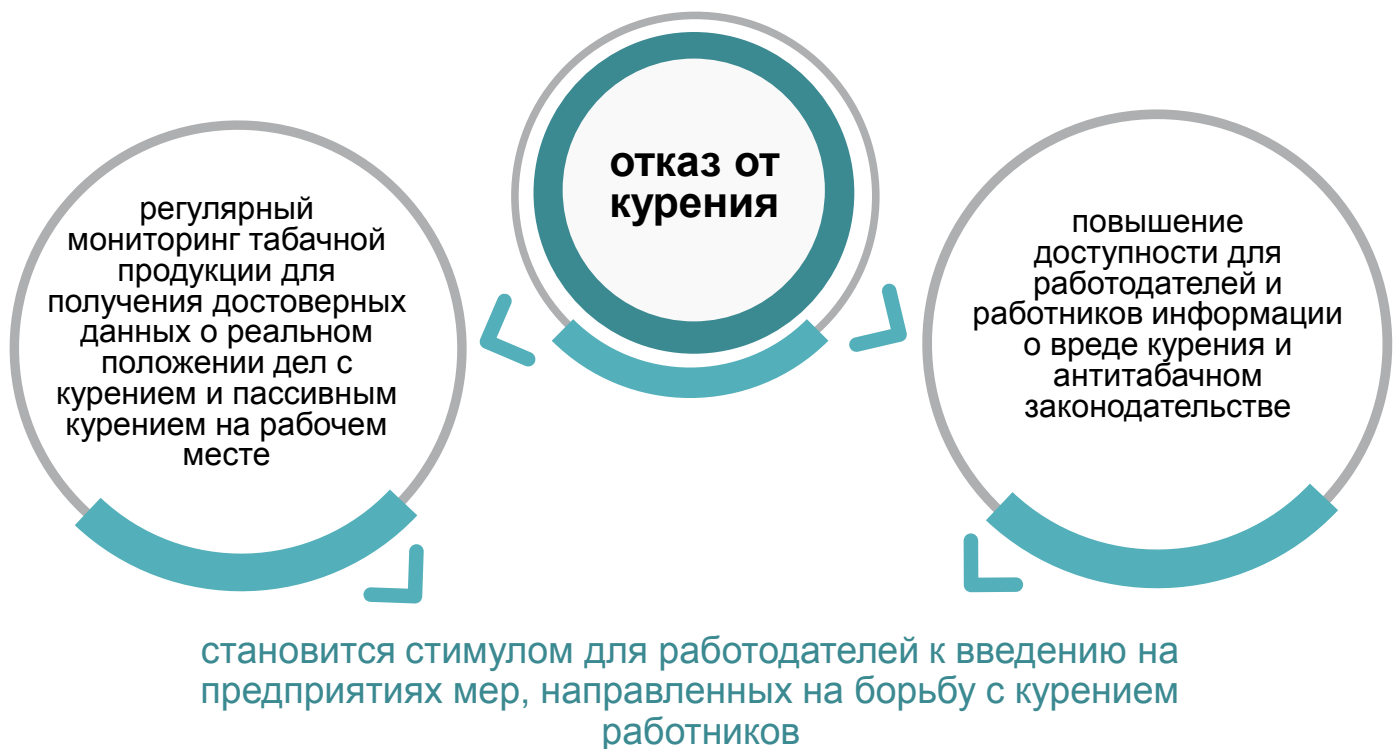 отказ от
курения
регулярный
мониторинг табачной
продукции для
получения достоверных
данных о реальном
положении дел с
курением и пассивным
курением на рабочем
месте
повышение
доступности для
работодателей и
работников информации
о вреде курения и
антитабачном
законодательстве
становится стимулом для работодателей к введению на
предприятиях мер, направленных на борьбу с курением
работников